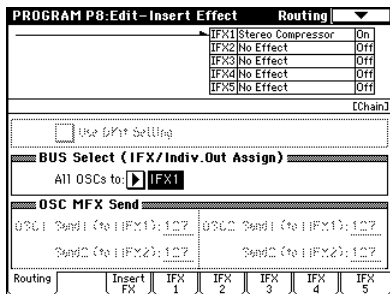 PROGRAM P8:Edit-Insert Effect Routing
IFX1 Stereo Compressor On
IFX2 No Effect Off
IFX3 No Effect Off
IFX4 No Effect Off
IFX5 No Effect Off
[Chain]
Use DKit Setting
BUS Select (IFX/Indiv.Out Assign)
All OSCs to: IFX1
OSC MFX Send
OSC1 Send1 (to MFX1): 127 OSC2 Send1 (to MFX1): 127
Send2 (to MFX2): 127 Send2 (to MFX2): 127
Routing Insert FX IFX 1 IFX 2 IFX 3 IFX 4 IFX 5